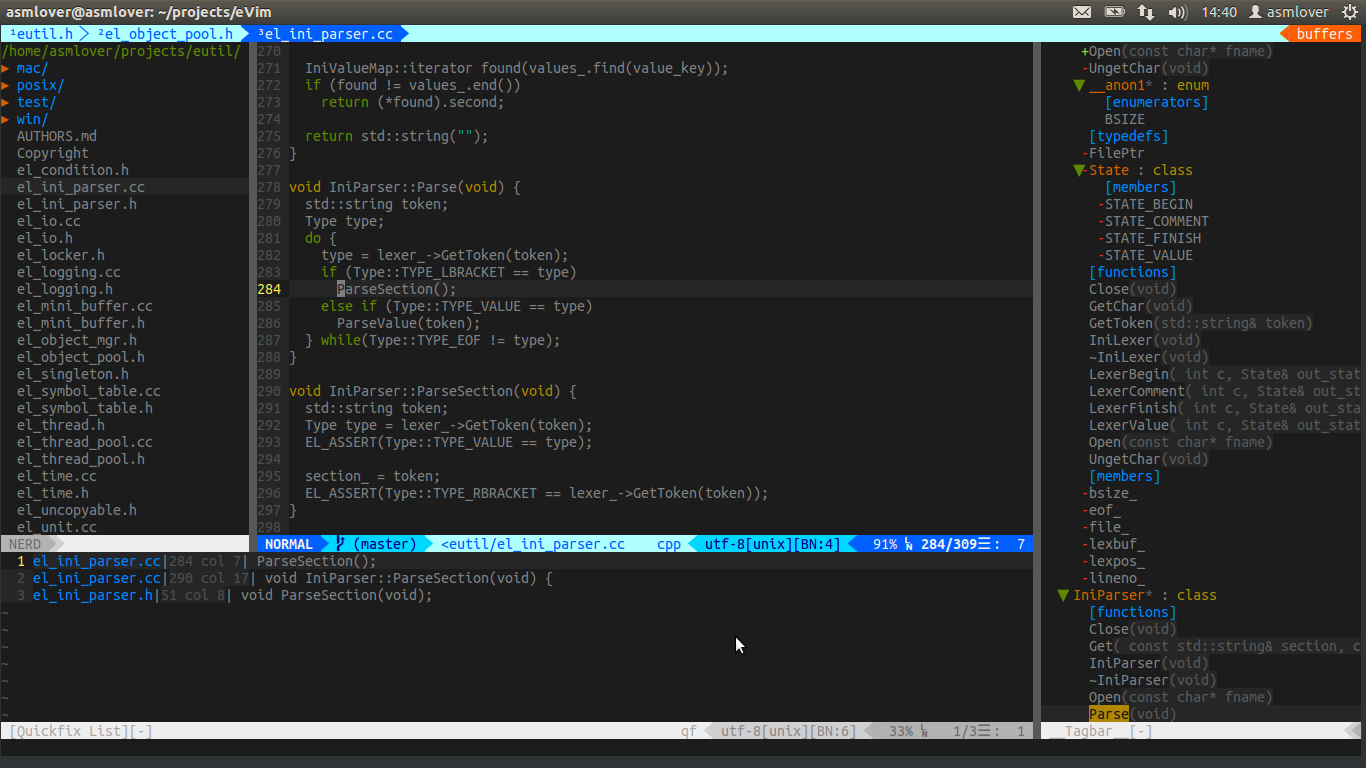 asmlover@asmlover: ~/projects/eVim
14:40 asmlover
¹eutil.h ²el_object_pool.h ³el_ini_parser.cc buffers
/home/asmlover/projects/eutil/
▸ mac/
▸ posix/
▸ test/
▸ win/
AUTHORS.md
Copyright
el_condition.h
el_ini_parser.cc
el_ini_parser.h
el_io.cc
el_io.h
el_locker.h
el_logging.cc
el_logging.h
el_mini_buffer.cc
el_mini_buffer.h
el_object_mgr.h
el_object_pool.h
el_singleton.h
el_symbol_table.cc
el_symbol_table.h
el_thread.h
el_thread_pool.cc
el_thread_pool.h
el_time.cc
el_time.h
el_uncopyable.h
el_unit.cc
NERD
270
271   IniValueMap::iterator found(values_.find(value_key));
272   if (found != values_.end())
273     return (*found).second;
274
275   return std::string("");
276 }
277
278 void IniParser::Parse(void) {
279   std::string token;
280   Type type;
281   do {
282     type = lexer_->GetToken(token);
283     if (Type::TYPE_LBRACKET == type)
284       ParseSection();
285     else if (Type::TYPE_VALUE == type)
286       ParseValue(token);
287   } while(Type::TYPE_EOF != type);
288 }
289
290 void IniParser::ParseSection(void) {
291   std::string token;
292   Type type = lexer_->GetToken(token);
293   EL_ASSERT(Type::TYPE_VALUE == type);
294
295   section_ = token;
296   EL_ASSERT(Type::TYPE_RBRACKET == lexer_->GetToken(token));
297 }
298
NORMAL (master) <eutil/el_ini_parser.cc cpp utf-8[unix][BN:4] 91% ␤ 284/309☰: 7
1 el_ini_parser.cc|284 col 7| ParseSection();
2 el_ini_parser.cc|290 col 17| void IniParser::ParseSection(void) {
3 el_ini_parser.h|51 col 8| void ParseSection(void);
~
~
~
~
~
~
~
[Quickfix List][-] qf utf-8[unix][BN:6] 33% ␤ 1/3☰: 1
+Open(const char* fname)
-UngetChar(void)
▼ __anon1* : enum
[enumerators]
BSIZE
[typedefs]
-FilePtr
▼-State : class
[members]
-STATE_BEGIN
-STATE_COMMENT
-STATE_FINISH
-STATE_VALUE
[functions]
Close(void)
GetChar(void)
GetToken(std::string& token)
IniLexer(void)
~IniLexer(void)
LexerBegin( int c, State& out_stat
LexerComment( int c, State& out_st
LexerFinish( int c, State& out_sta
LexerValue( int c, State& out_stat
Open(const char* fname)
UngetChar(void)
[members]
-bsize_
-eof_
-file_
-lexbuf_
-lexpos_
-lineno_
▼ IniParser* : class
[functions]
Close(void)
Get( const std::string& section, c
IniParser(void)
~IniParser(void)
Open(const char* fname)
Parse(void)
__Tagbar__[-]